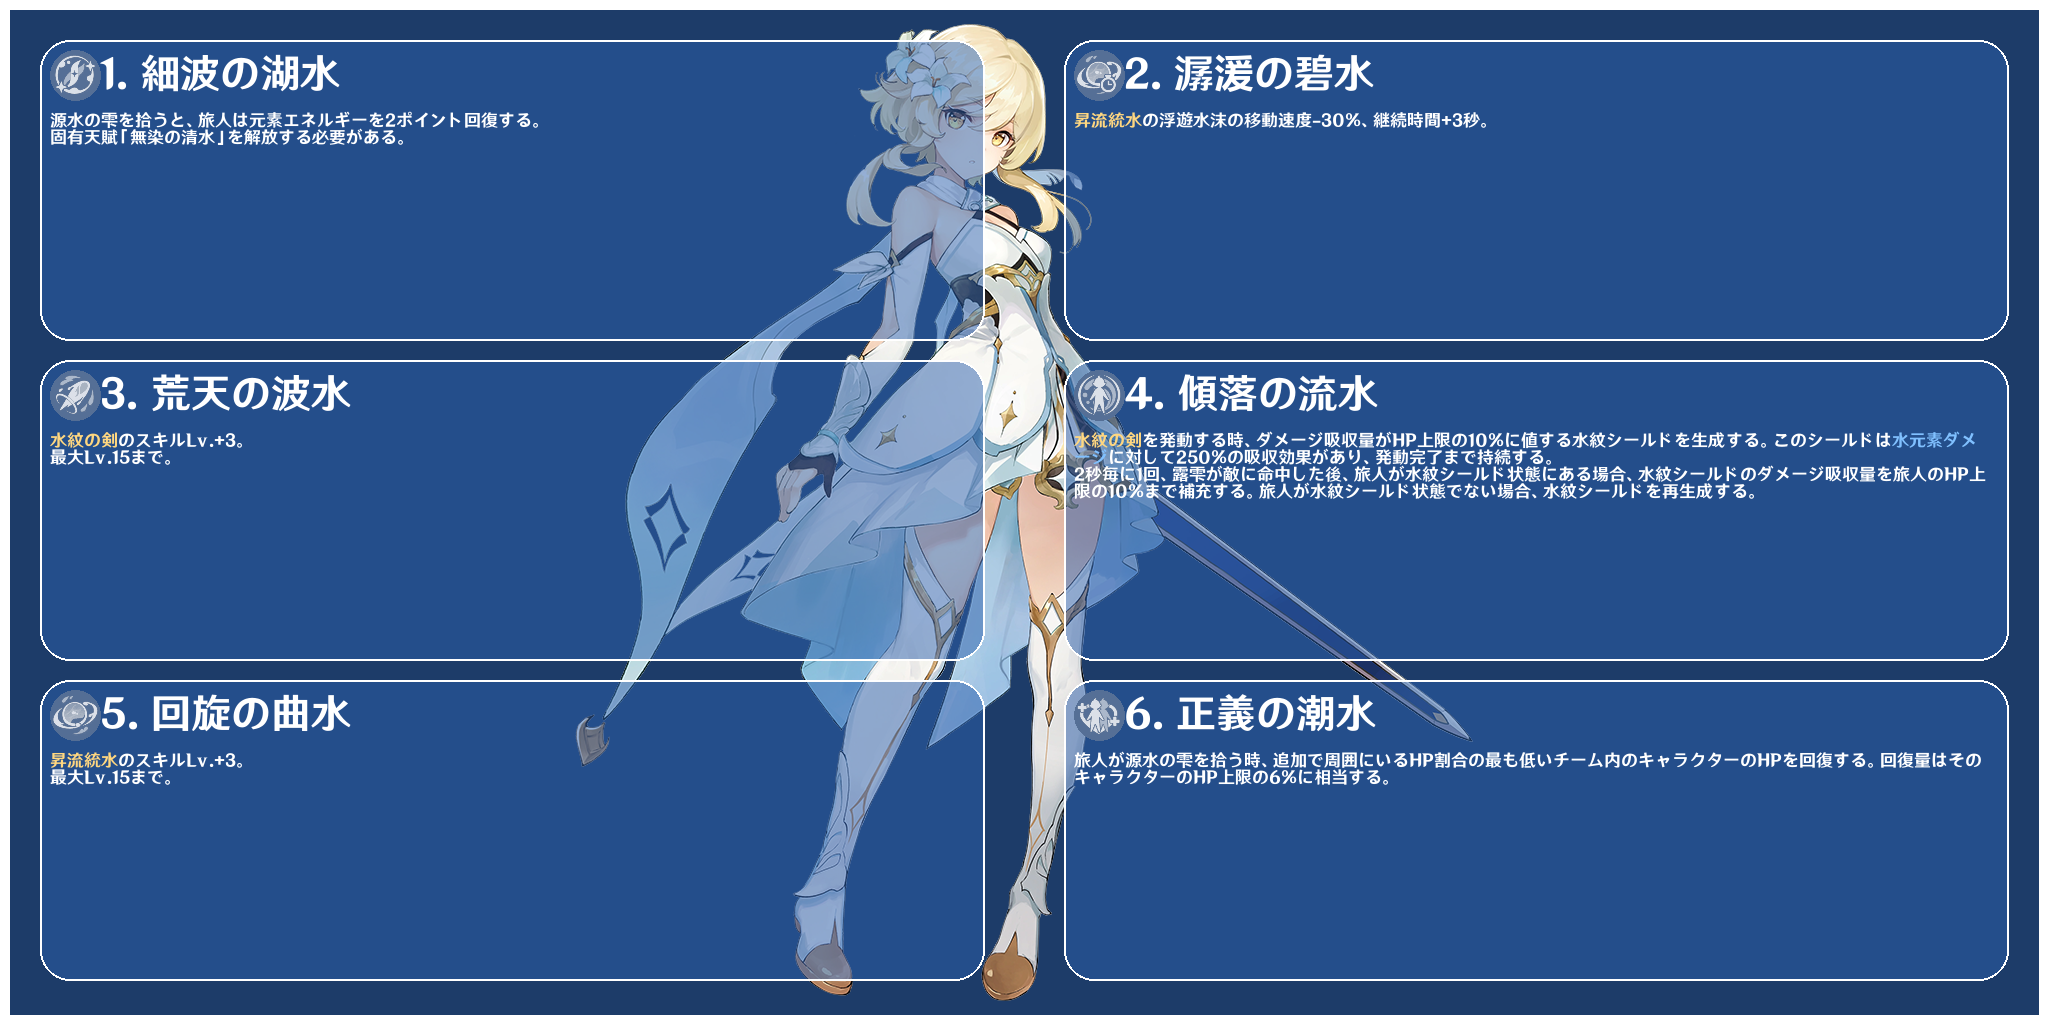 1. 細波の湖水
源水の雫を拾うと、旅人は元素エネルギーを2ポイント回復する。
固有天賦「無染の清水」を解放する必要がある。
2. 潺湲の碧水
昇流統水の浮遊水沫の移動速度-30%、継続時間+3秒。
3. 荒天の波水
水紋の剣のスキルLv.+3。
最大Lv.15まで。
4. 傾落の流水
水紋の剣を発動する時、ダメージ吸収量がHP上限の10%に値する水紋シールドを生成する。このシールドは水元素ダメ
ージに対して250%の吸収効果があり、発動完了まで持続する。
2秒毎に1回、露雫が敵に命中した後、旅人が水紋シールド状態にある場合、水紋シールドのダメージ吸収量を旅人のHP上
限の10%まで補充する。旅人が水紋シールド状態でない場合、水紋シールドを再生成する。
5. 回旋の曲水
昇流統水のスキルLv.+3。
最大Lv.15まで。
6. 正義の潮水
旅人が源水の雫を拾う時、追加で周囲にいるHP割合の最も低いチーム内のキャラクターのHPを回復する。回復量はその
キャラクターのHP上限の6%に相当する。